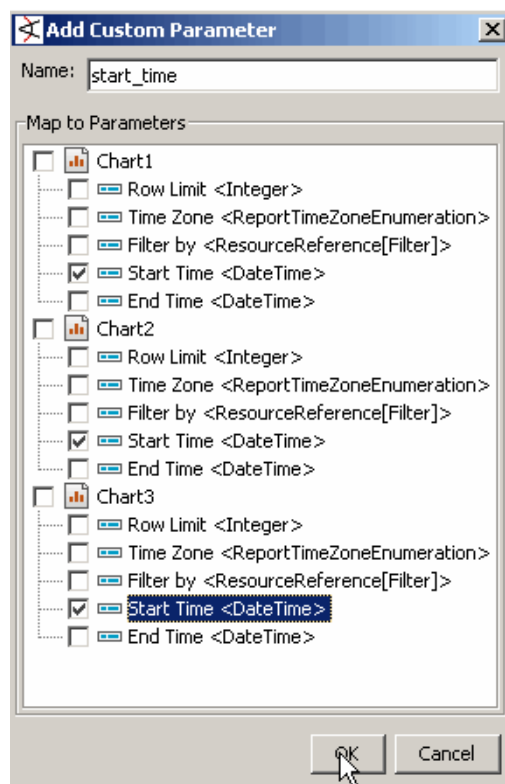 Add Custom Parameter
Name: start_time
Map to Parameters
Chart1
Row Limit <Integer>
Time Zone <ReportTimeZoneEnumeration>
Filter by <ResourceReference[Filter]>
Start Time <DateTime>
End Time <DateTime>
Chart2
Row Limit <Integer>
Time Zone <ReportTimeZoneEnumeration>
Filter by <ResourceReference[Filter]>
Start Time <DateTime>
End Time <DateTime>
Chart3
Row Limit <Integer>
Time Zone <ReportTimeZoneEnumeration>
Filter by <ResourceReference[Filter]>
Start Time <DateTime>
End Time <DateTime>
OK Cancel